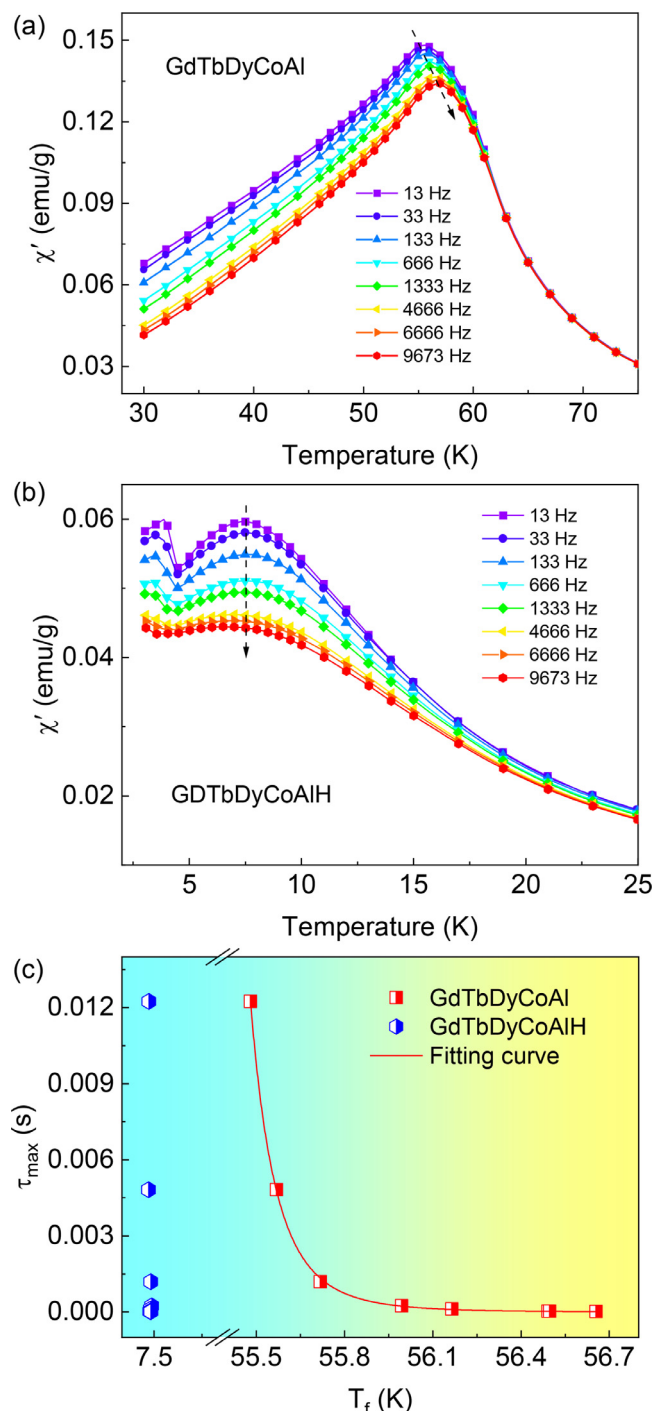 (a)
GdTbDyCoAl
13 Hz
33 Hz
133 Hz
666 Hz
1333 Hz
4666 Hz
6666 Hz
9673 Hz
χ′ (emu/g)
0.15
0.12
0.09
0.06
0.03
30 40 50 60 70
Temperature (K)
(b)
13 Hz
33 Hz
133 Hz
666 Hz
1333 Hz
4666 Hz
6666 Hz
9673 Hz
χ′ (emu/g)
0.06
0.04
0.02
GDTbDyCoAlH
5 10 15 20 25
Temperature (K)
(c)
GdTbDyCoAl
GdTbDyCoAlH
Fitting curve
τmax (s)
0.012
0.009
0.006
0.003
0.000
7.5 55.5 55.8 56.1 56.4 56.7
Tf (K)